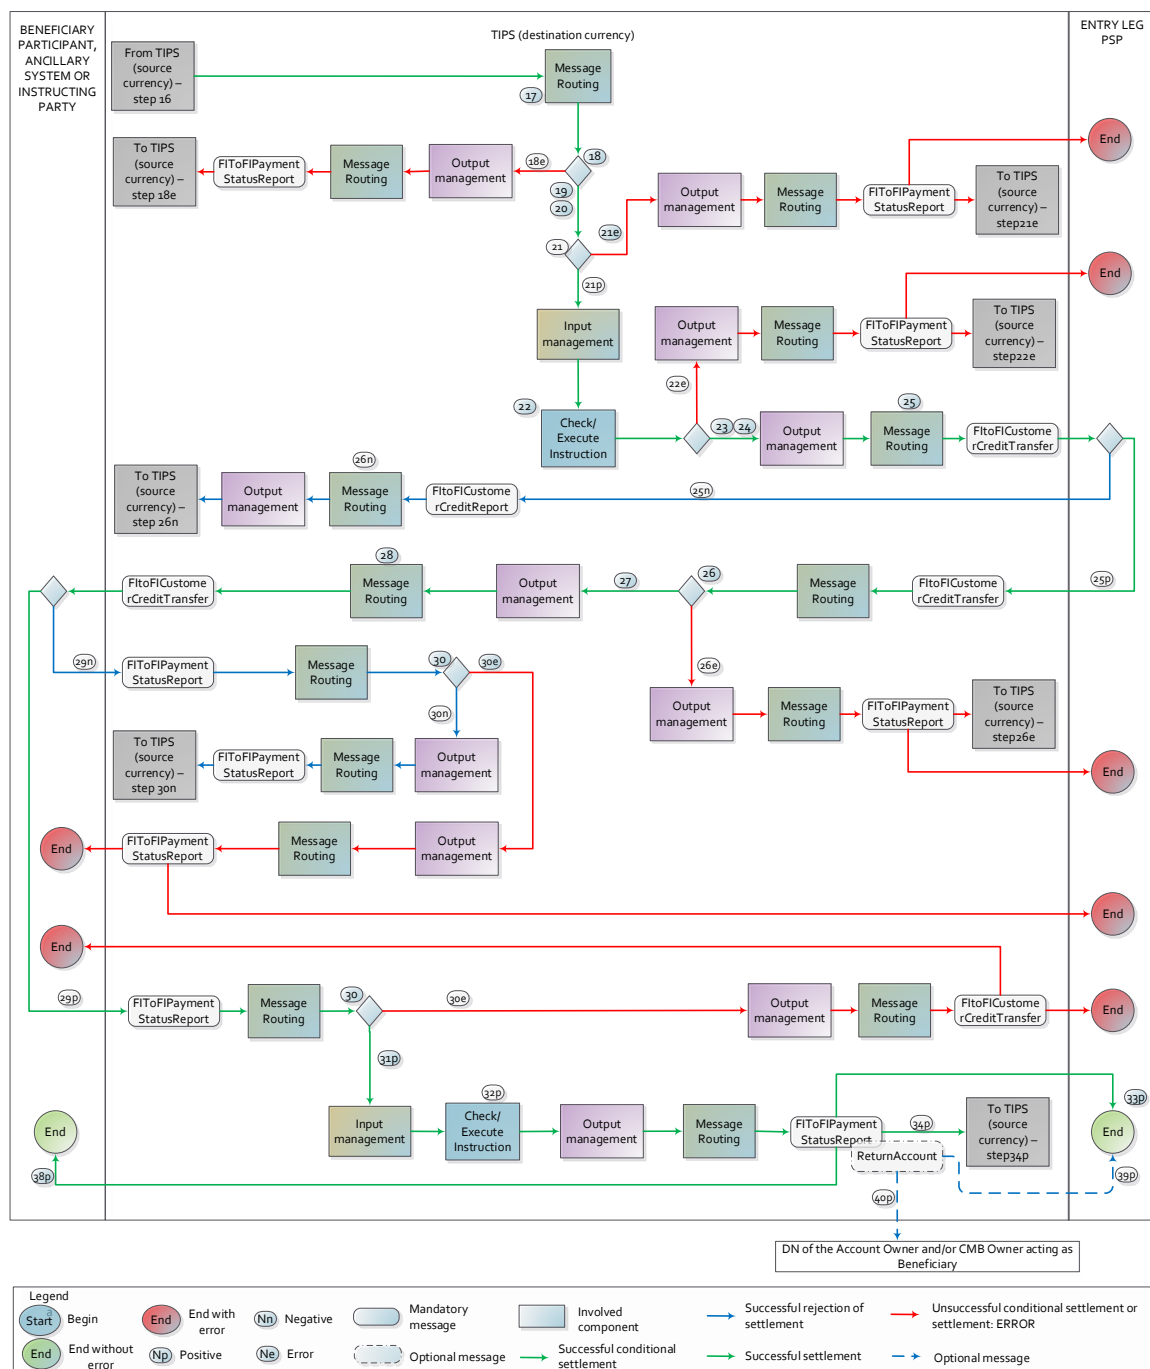 BENEFICIARY
PARTICIPANT,
ANCILLARY
SYSTEM OR
INSTRUCTING
PARTY
TIPS (destination currency)
ENTRY LEG
PSP
From TIPS
(source
currency) –
step 16
Message
Routing
17
End
To TIPS
(source
currency) –
step 18e
FIToFIPayment
StatusReport
Message
Routing
Output
management
18e
18
19
20
21
21e
Output
management
Message
Routing
FIToFIPayment
StatusReport
To TIPS
(source
currency) –
step21e
End
21p
Input
management
Output
management
Message
Routing
FIToFIPayment
StatusReport
To TIPS
(source
currency) –
step22e
22e
22
Check/
Execute
Instruction
23
24
Output
management
25
Message
Routing
FItoFICustome
rCreditTransfer
To TIPS
(source
currency) –
step 26n
Output
management
26n
Message
Routing
FItoFICustome
rCreditReport
25n
FItoFICustome
rCreditTransfer
28
Message
Routing
Output
management
27
26
Message
Routing
FItoFICustome
rCreditTransfer
25p
29n
FIToFIPayment
StatusReport
Message
Routing
30
30e
26e
30n
Output
management
Message
Routing
FIToFIPayment
StatusReport
To TIPS
(source
currency) –
step26e
To TIPS
(source
currency) –
step 30n
FIToFIPayment
StatusReport
Message
Routing
Output
management
End
End
FIToFIPayment
StatusReport
Message
Routing
Output
management
End
End
29p
FIToFIPayment
StatusReport
Message
Routing
30
30e
Output
management
Message
Routing
FItoFICustome
rCreditTransfer
End
31p
End
Input
management
32p
Check/
Execute
Instruction
Output
management
Message
Routing
FIToFIPayment
StatusReport
34p
To TIPS
(source
currency) –
step34p
33p
End
ReturnAccount
38p
39p
40p
DN of the Account Owner and/or CMB Owner acting as
Beneficiary
Legend
Start
Begin
End
End with
error
Nn
Negative
Mandatory
message
Involved
component
Successful rejection of
settlement
Unsuccessful conditional settlement or
settlement: ERROR
End
End without
error
Np
Positive
Ne
Error
Optional message
Successful conditional
settlement
Successful settlement
Optional message